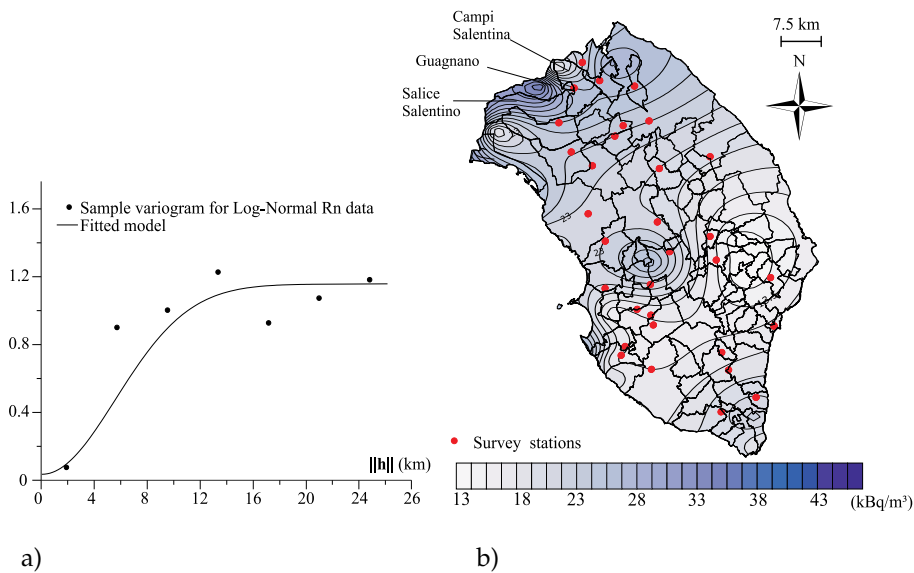 1.6
1.2
0.8
0.4
0
0 4 8 12 16 20 24 26
Sample variogram for Log-Normal Rn data
Fitted model
||h|| (km)
a)
Campi
Salentina
Guagnano
Salice
Salentino
7.5 km
N
23
23
Survey stations
13 18 23 28 33 38 43 (kBq/m³)
b)